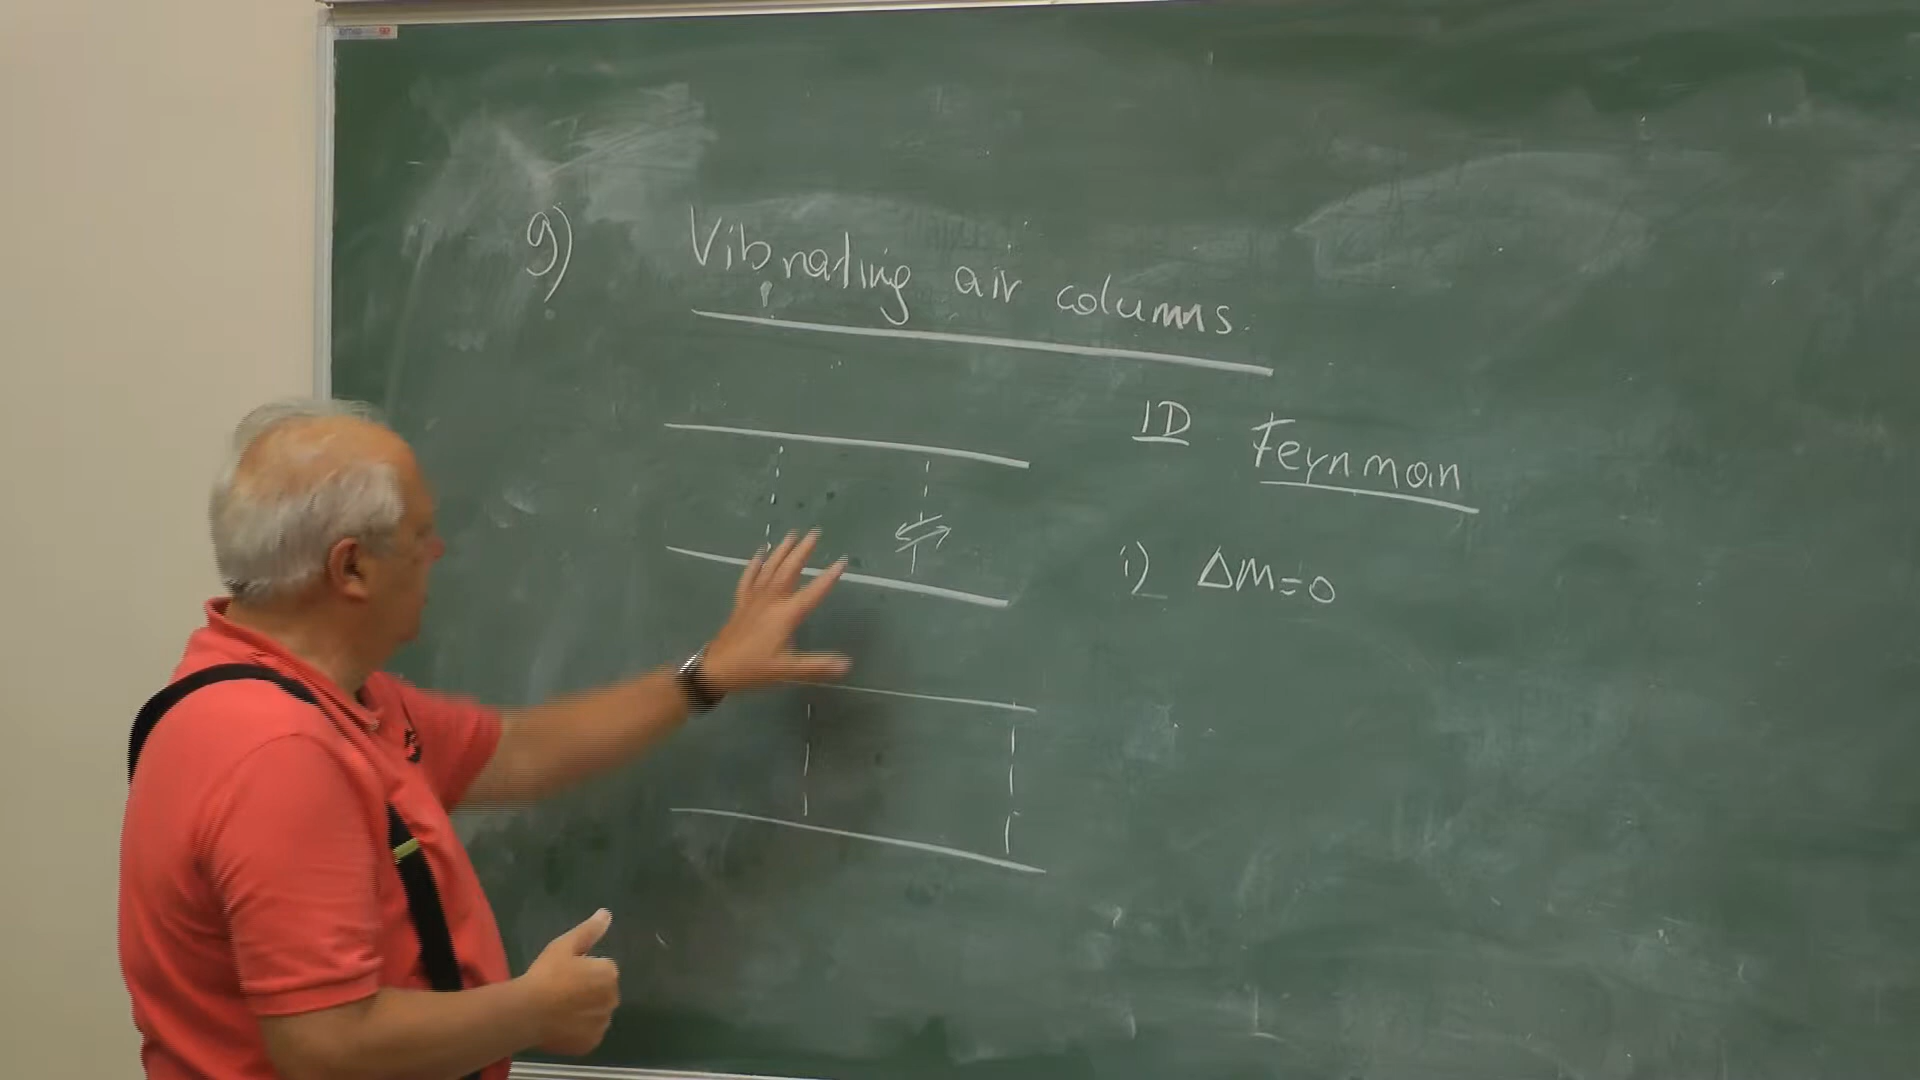 9) Vibrating air columns.
1D Feynman
i) ΔM=0